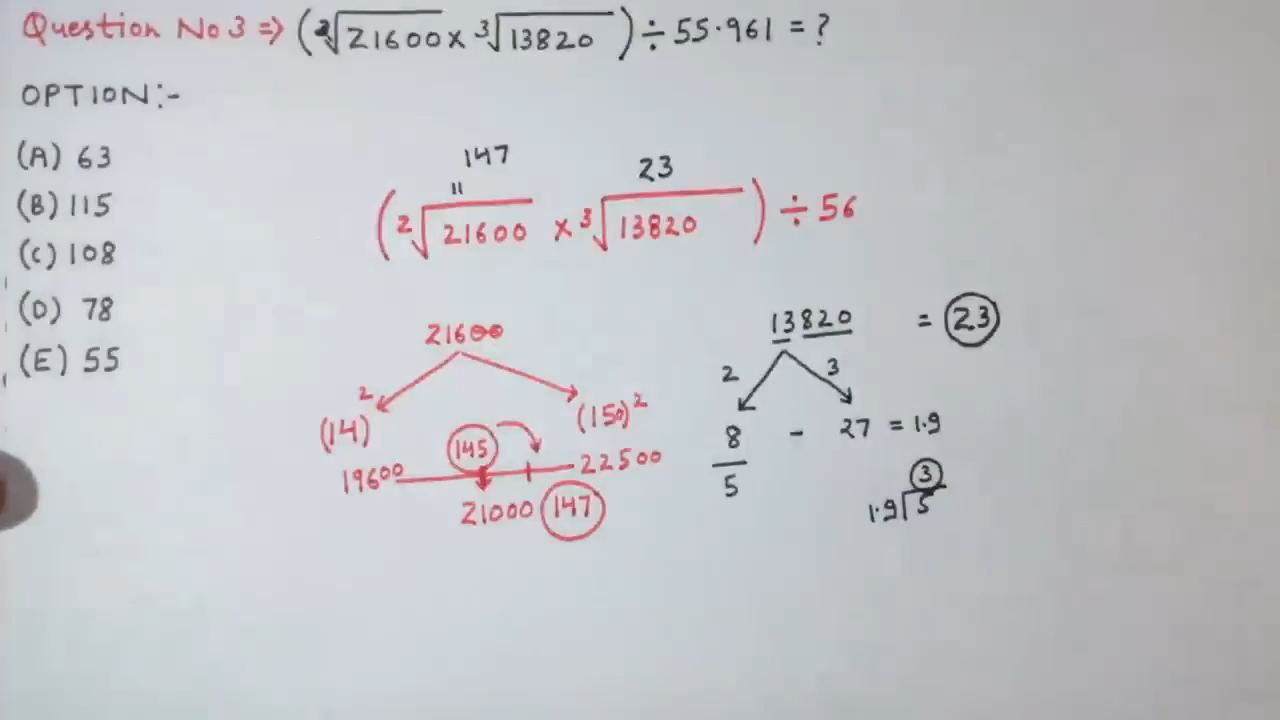 Question No 3 ⇒ (²√21600 × ³√13820) ÷ 55.961 = ?
OPTION:-
(A) 63
(B) 115
(C) 108
(D) 78
(E) 55
147 23
"
(²√21600 × ³√13820) ÷ 56
21600
(14)² (150)²
145
19600 22500
21000 147
13820 = 23
2 3
8 - 27 = 1.9
5
3
1.9√5